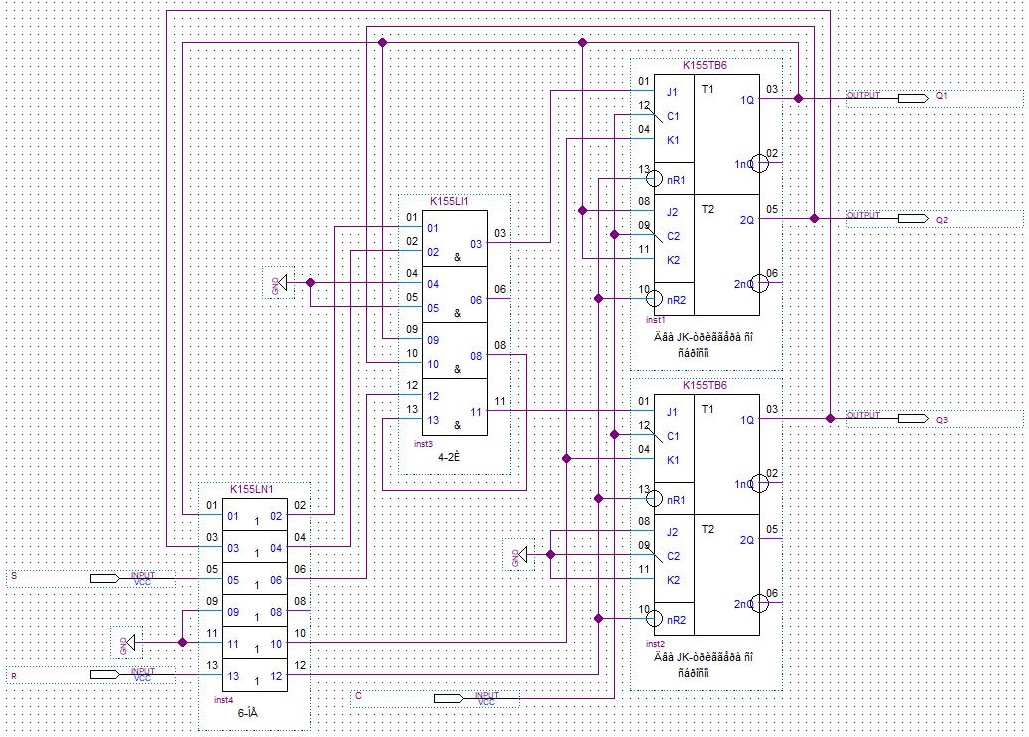 K155TB6
01 J1 T1 1Q 03
12 C1
04 K1
1nQ 02
13 nR1
08 J2 T2 2Q 05
09 C2
11 K2
2nQ 06
10 nR2
inst1
Äâà JK-òðèããåðà ñî
ñáðîñîì
OUTPUT Q1
OUTPUT Q2
K155LI1
01 01 03 03
02 02 &
04 04 06 06
05 05 &
09 09 08 08
10 10 &
12 12 11 11
13 13 &
inst3
4-2È
GND
K155TB6
01 J1 T1 1Q 03
12 C1
04 K1
1nQ 02
13 nR1
08 J2 T2 2Q 05
09 C2
11 K2
2nQ 06
10 nR2
inst2
Äâà JK-òðèããåðà ñî
ñáðîñîì
OUTPUT Q3
GND
K155LN1
01 01 1 02 02
03 03 1 04 04
05 05 1 06 06
09 09 1 08 08
11 11 1 10 10
13 13 1 12 12
inst4
6-ÍÅ
S INPUT
VCC
GND
R INPUT
VCC
C INPUT
VCC